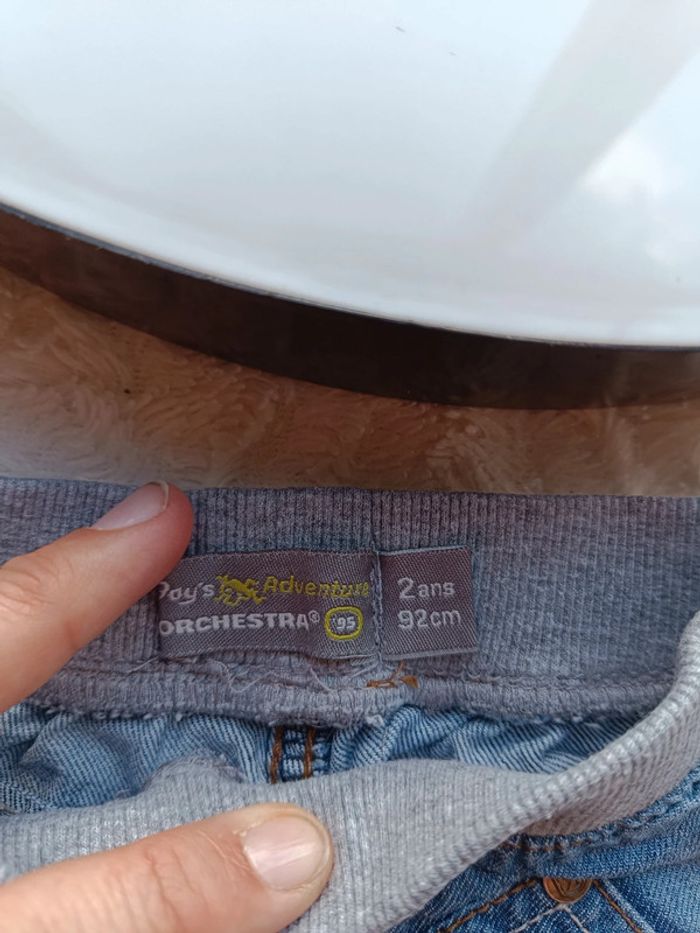 Boy's Adventure
ORCHESTRA® '95
2ans
92cm